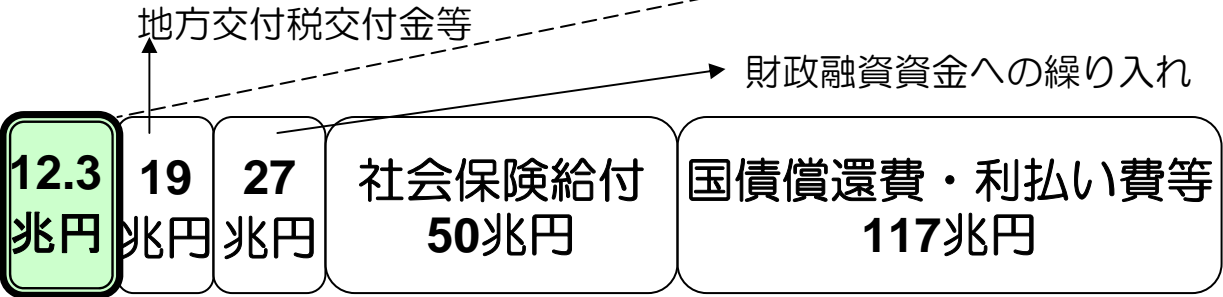 地方交付税交付金等
財政融資資金への繰り入れ
12.3
兆円
19
兆円
27
兆円
社会保険給付
50兆円
国債償還費・利払い費等
117兆円